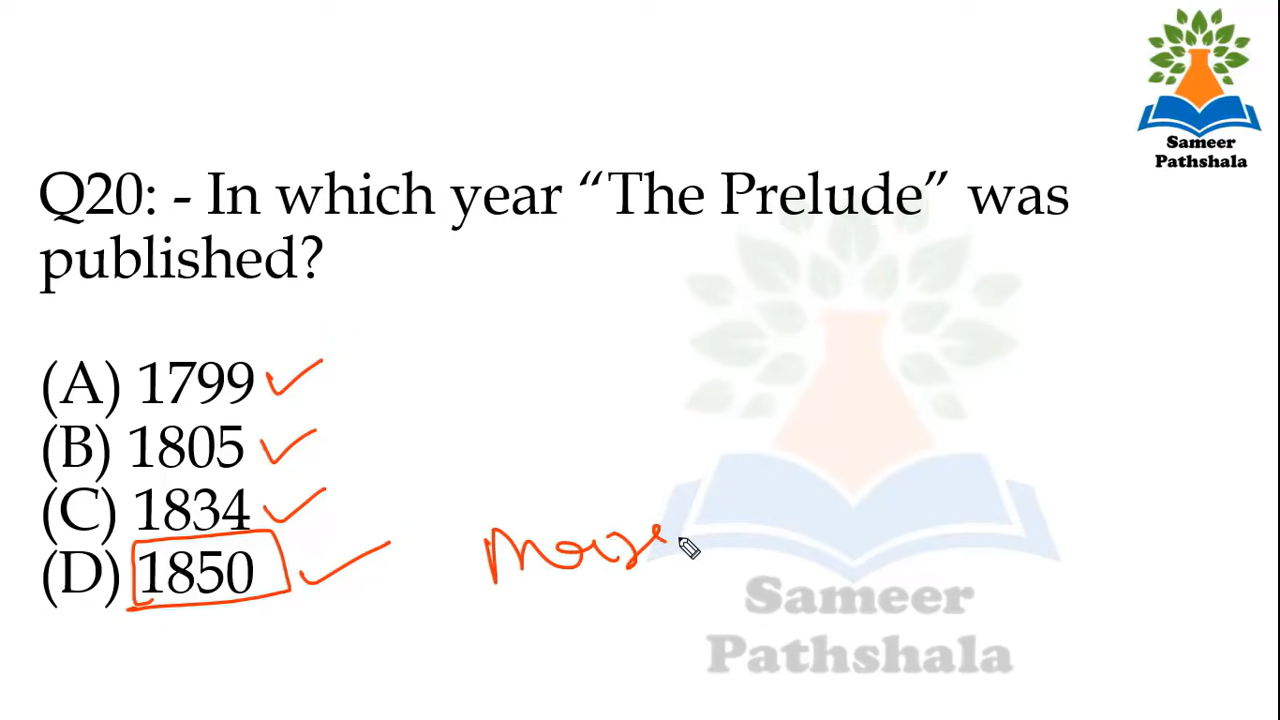 Sameer
Pathshala
Q20: - In which year “The Prelude” was
published?
(A) 1799
(B) 1805
(C) 1834
(D) 1850
Sameer
Pathshala